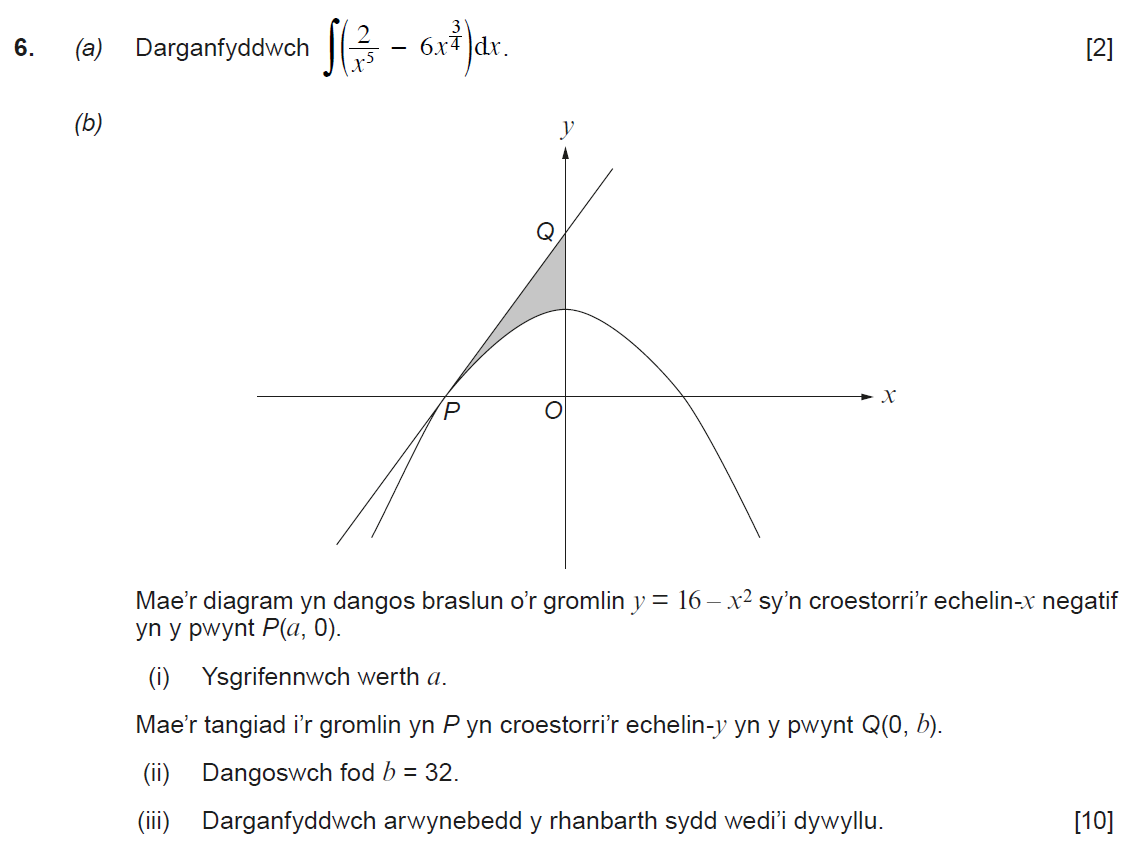 6. (a) Darganfyddwch ∫(2/x⁵ − 6x^(3/4))dx. [2]
(b)
y
Q
x
P
O
Mae'r diagram yn dangos braslun o'r gromlin y = 16 – x² sy'n croestorri'r echelin-x negatif
yn y pwynt P(a, 0).
(i) Ysgrifennwch werth a.
Mae'r tangiad i'r gromlin yn P yn croestorri'r echelin-y yn y pwynt Q(0, b).
(ii) Dangoswch fod b = 32.
(iii) Darganfyddwch arwynebedd y rhanbarth sydd wedi'i dywyllu. [10]